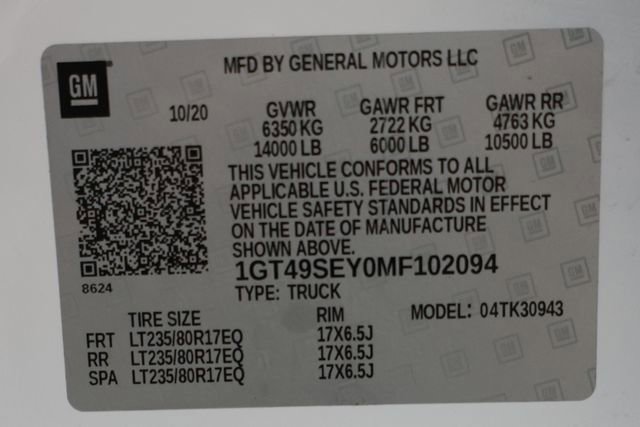 GM
MFD BY GENERAL MOTORS LLC
10/20 GVWR GAWR FRT GAWR RR
6350 KG 2722 KG 4763 KG
14000 LB 6000 LB 10500 LB
THIS VEHICLE CONFORMS TO ALL
APPLICABLE U.S. FEDERAL MOTOR
VEHICLE SAFETY STANDARDS IN EFFECT
ON THE DATE OF MANUFACTURE
SHOWN ABOVE.
8624
1GT49SEY0MF102094
TYPE: TRUCK MODEL: 04TK30943
TIRE SIZE RIM
FRT LT235/80R17EQ 17X6.5J
RR LT235/80R17EQ 17X6.5J
SPA LT235/80R17EQ 17X6.5J